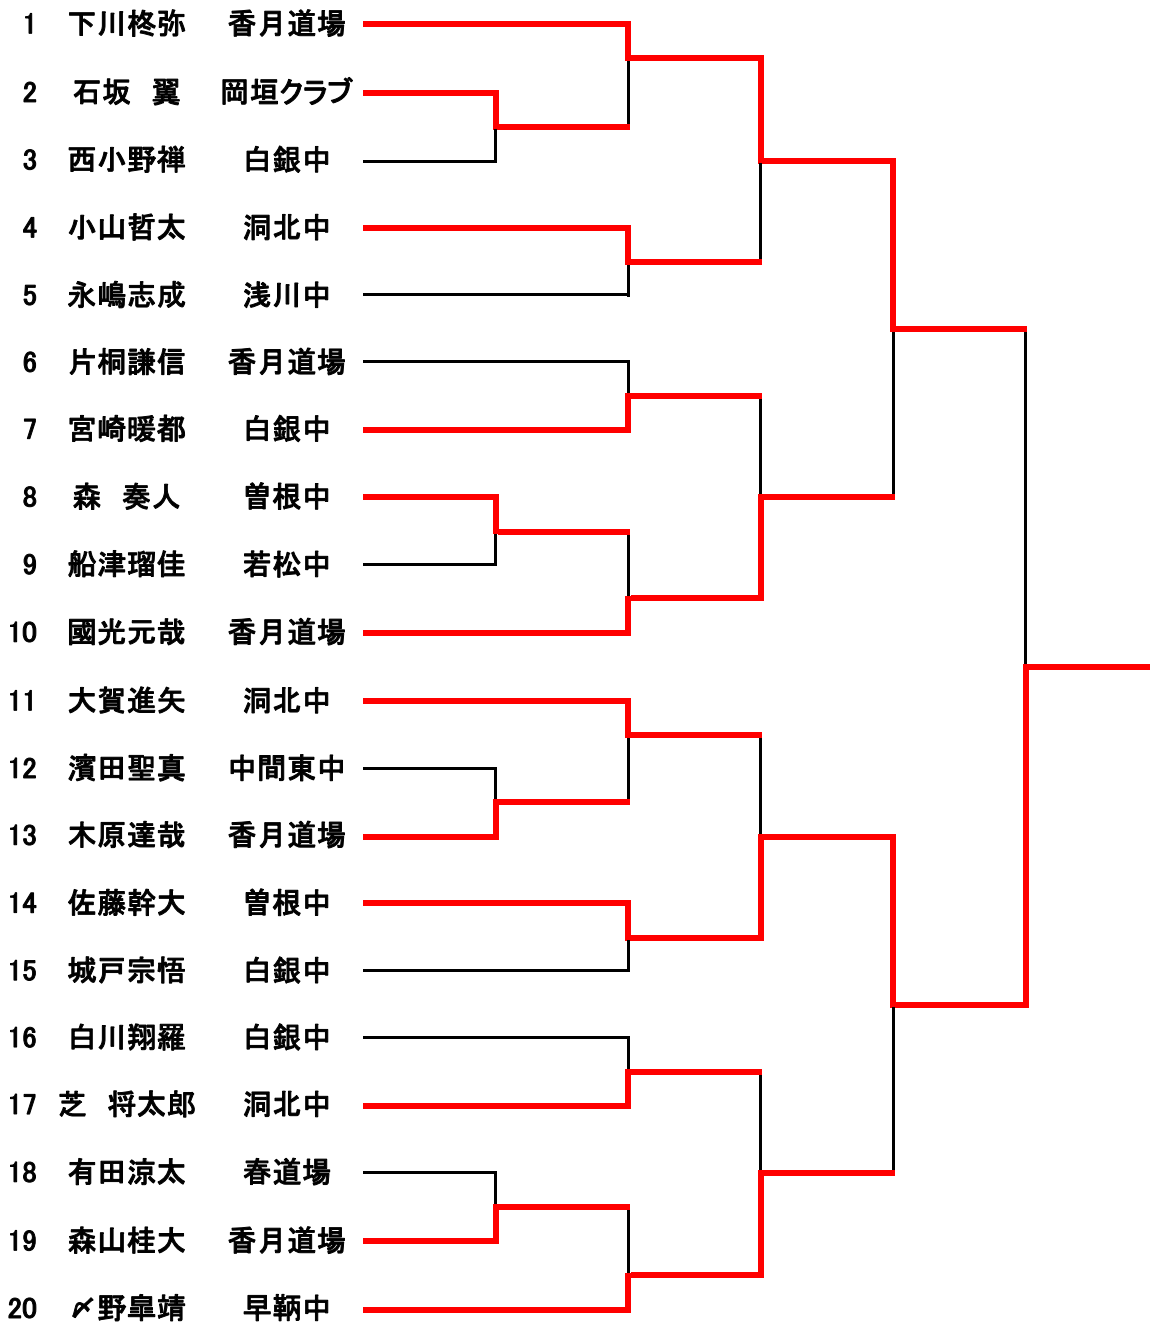 1 下川柊弥 香月道場
2 石坂 翼 岡垣クラブ
3 西小野禅 白銀中
4 小山哲太 洞北中
5 永嶋志成 浅川中
6 片桐謙信 香月道場
7 宮崎暖都 白銀中
8 森 奏人 曽根中
9 船津瑠佳 若松中
10 國光元哉 香月道場
11 大賀進矢 洞北中
12 濱田聖真 中間東中
13 木原達哉 香月道場
14 佐藤幹大 曽根中
15 城戸宗悟 白銀中
16 白川翔羅 白銀中
17 芝 将太郎 洞北中
18 有田涼太 春道場
19 森山桂大 香月道場
20 〆野皐靖 早鞆中